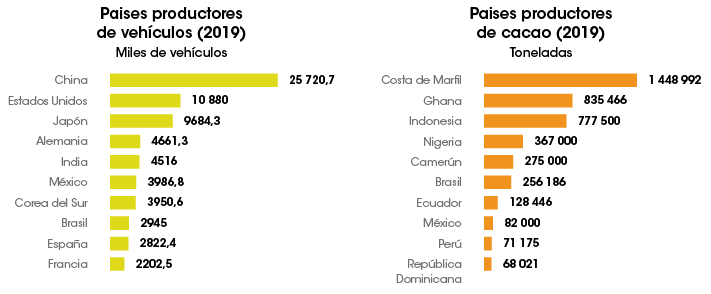 Paises productores
de vehículos (2019)
Miles de vehículos
China 25 720,7
Estados Unidos 10 880
Japón 9684,3
Alemania 4661,3
India 4516
México 3986,8
Corea del Sur 3950,6
Brasil 2945
España 2822,4
Francia 2202,5
Paises productores
de cacao (2019)
Toneladas
Costa de Marfil 1 448 992
Ghana 835 466
Indonesia 777 500
Nigeria 367 000
Camerún 275 000
Brasil 256 186
Ecuador 128 446
México 82 000
Perú 71 175
República 68 021
Dominicana